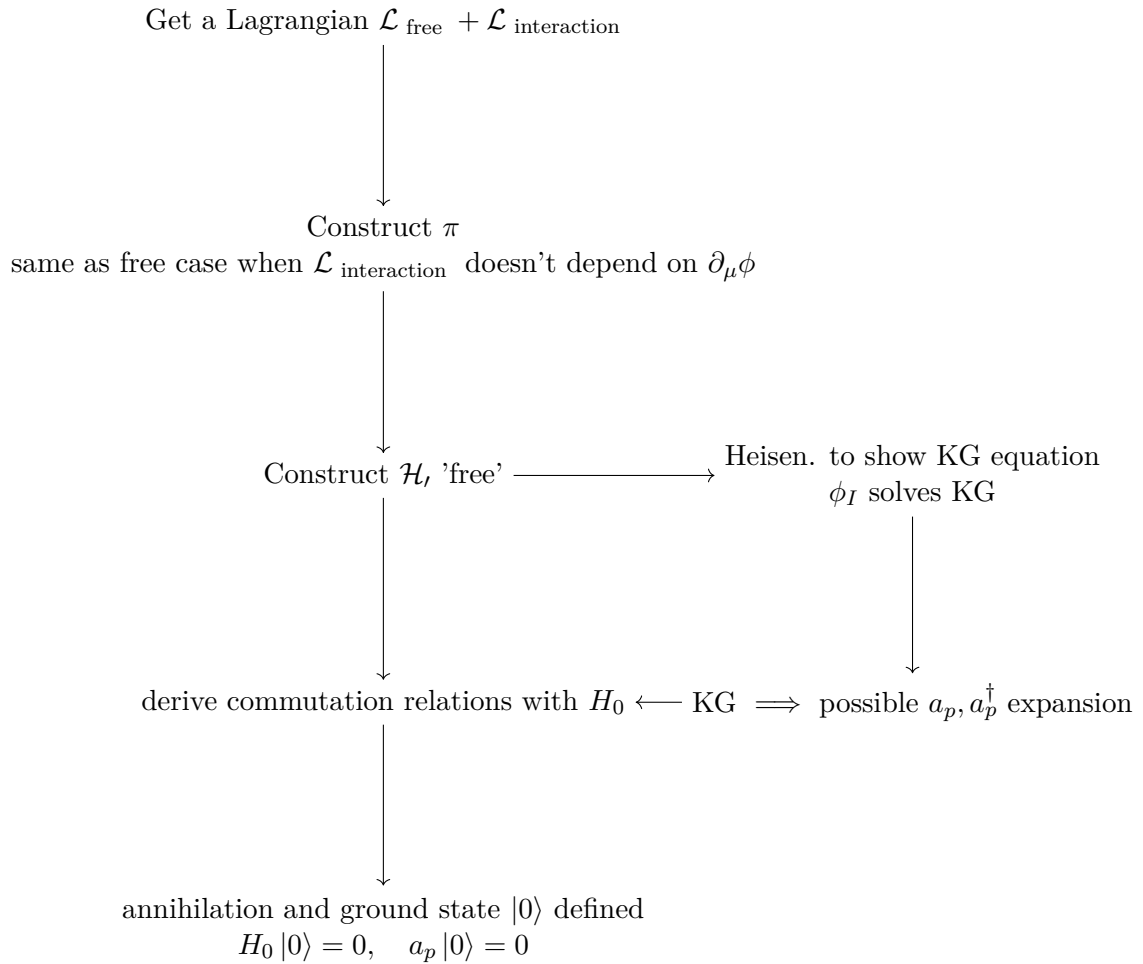 Get a Lagrangian ℒ free + ℒ interaction
Construct π
same as free case when ℒ interaction doesn't depend on ∂μϕ
Construct ℋ, 'free'
Heisen. to show KG equation
ϕI solves KG
derive commutation relations with H0 ⟵ KG ⟹ possible ap, a†p expansion
annihilation and ground state |0⟩ defined
H0 |0⟩ = 0, ap |0⟩ = 0